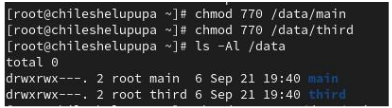 [root@chileshelupupa ~]# chmod 770 /data/main
[root@chileshelupupa ~]# chmod 770 /data/third
[root@chileshelupupa ~]# ls -Al /data
total 0
drwxrwx---. 2 root main  6 Sep 21 19:40 main
drwxrwx---. 2 root third 6 Sep 21 19:40 third